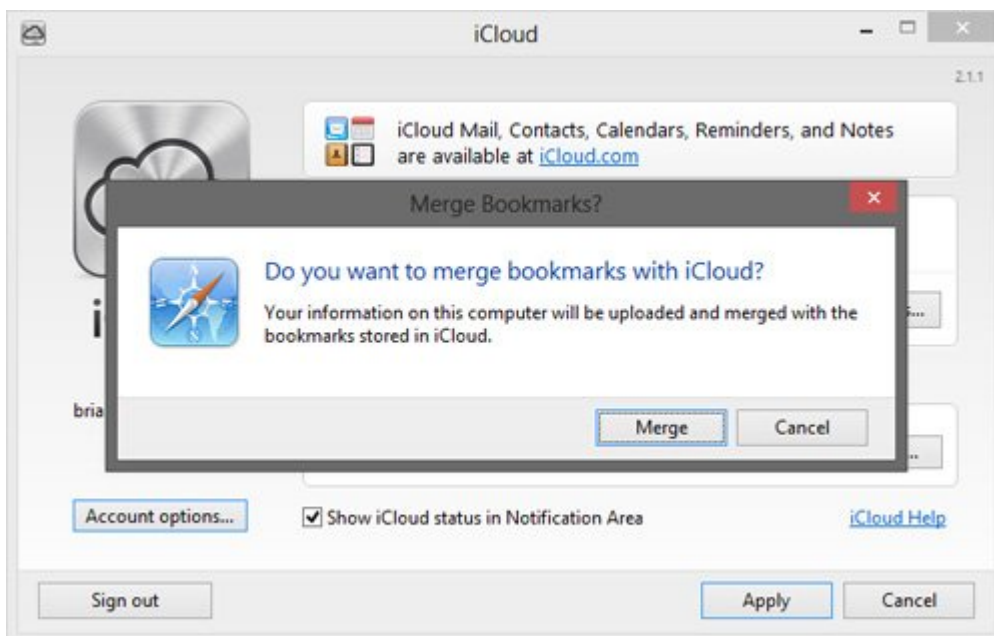 iCloud
2.1.1
iCloud Mail, Contacts, Calendars, Reminders, and Notes
are available at iCloud.com
Merge Bookmarks?
Do you want to merge bookmarks with iCloud?
Your information on this computer will be uploaded and merged with the
bookmarks stored in iCloud.
Merge Cancel
bria
Account options...
Show iCloud status in Notification Area
iCloud Help
Sign out
Apply Cancel